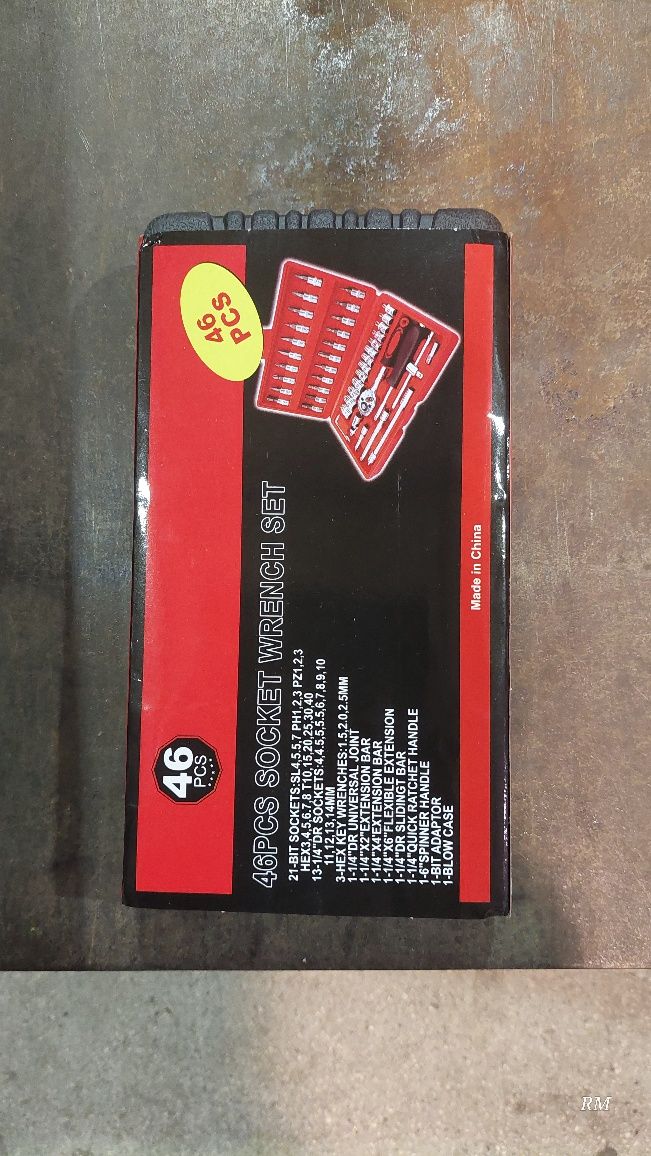 46
PCS
46
PCS
46PCS SOCKET WRENCH SET
21-BIT SOCKETS:SL4,5.5,7 PH1,2,3 PZ1,2,3
HEX3,4,5,6,7,8 T10,15,20,25,30,40
13-1/4"DR SOCKETS:4,4.5,5,5.5,6,7,8,9,10
11,12,13,14MM
3-HEX KEY WRENCHES:1.5,2.0,2.5MM
1-1/4"DR UNIVERSAL JOINT
1-1/4"X2"EXTENSION BAR
1-1/4"X4"EXTENSION BAR
1-1/4"X6"FLEXIBLE EXTENSION
1-1/4"DR SLIDINGT BAR
1-1/4"QUICK RATCHET HANDLE
1-6"SPINNER HANDLE
1-BIT ADAPTOR
1-BLOW CASE
Made in China
RM